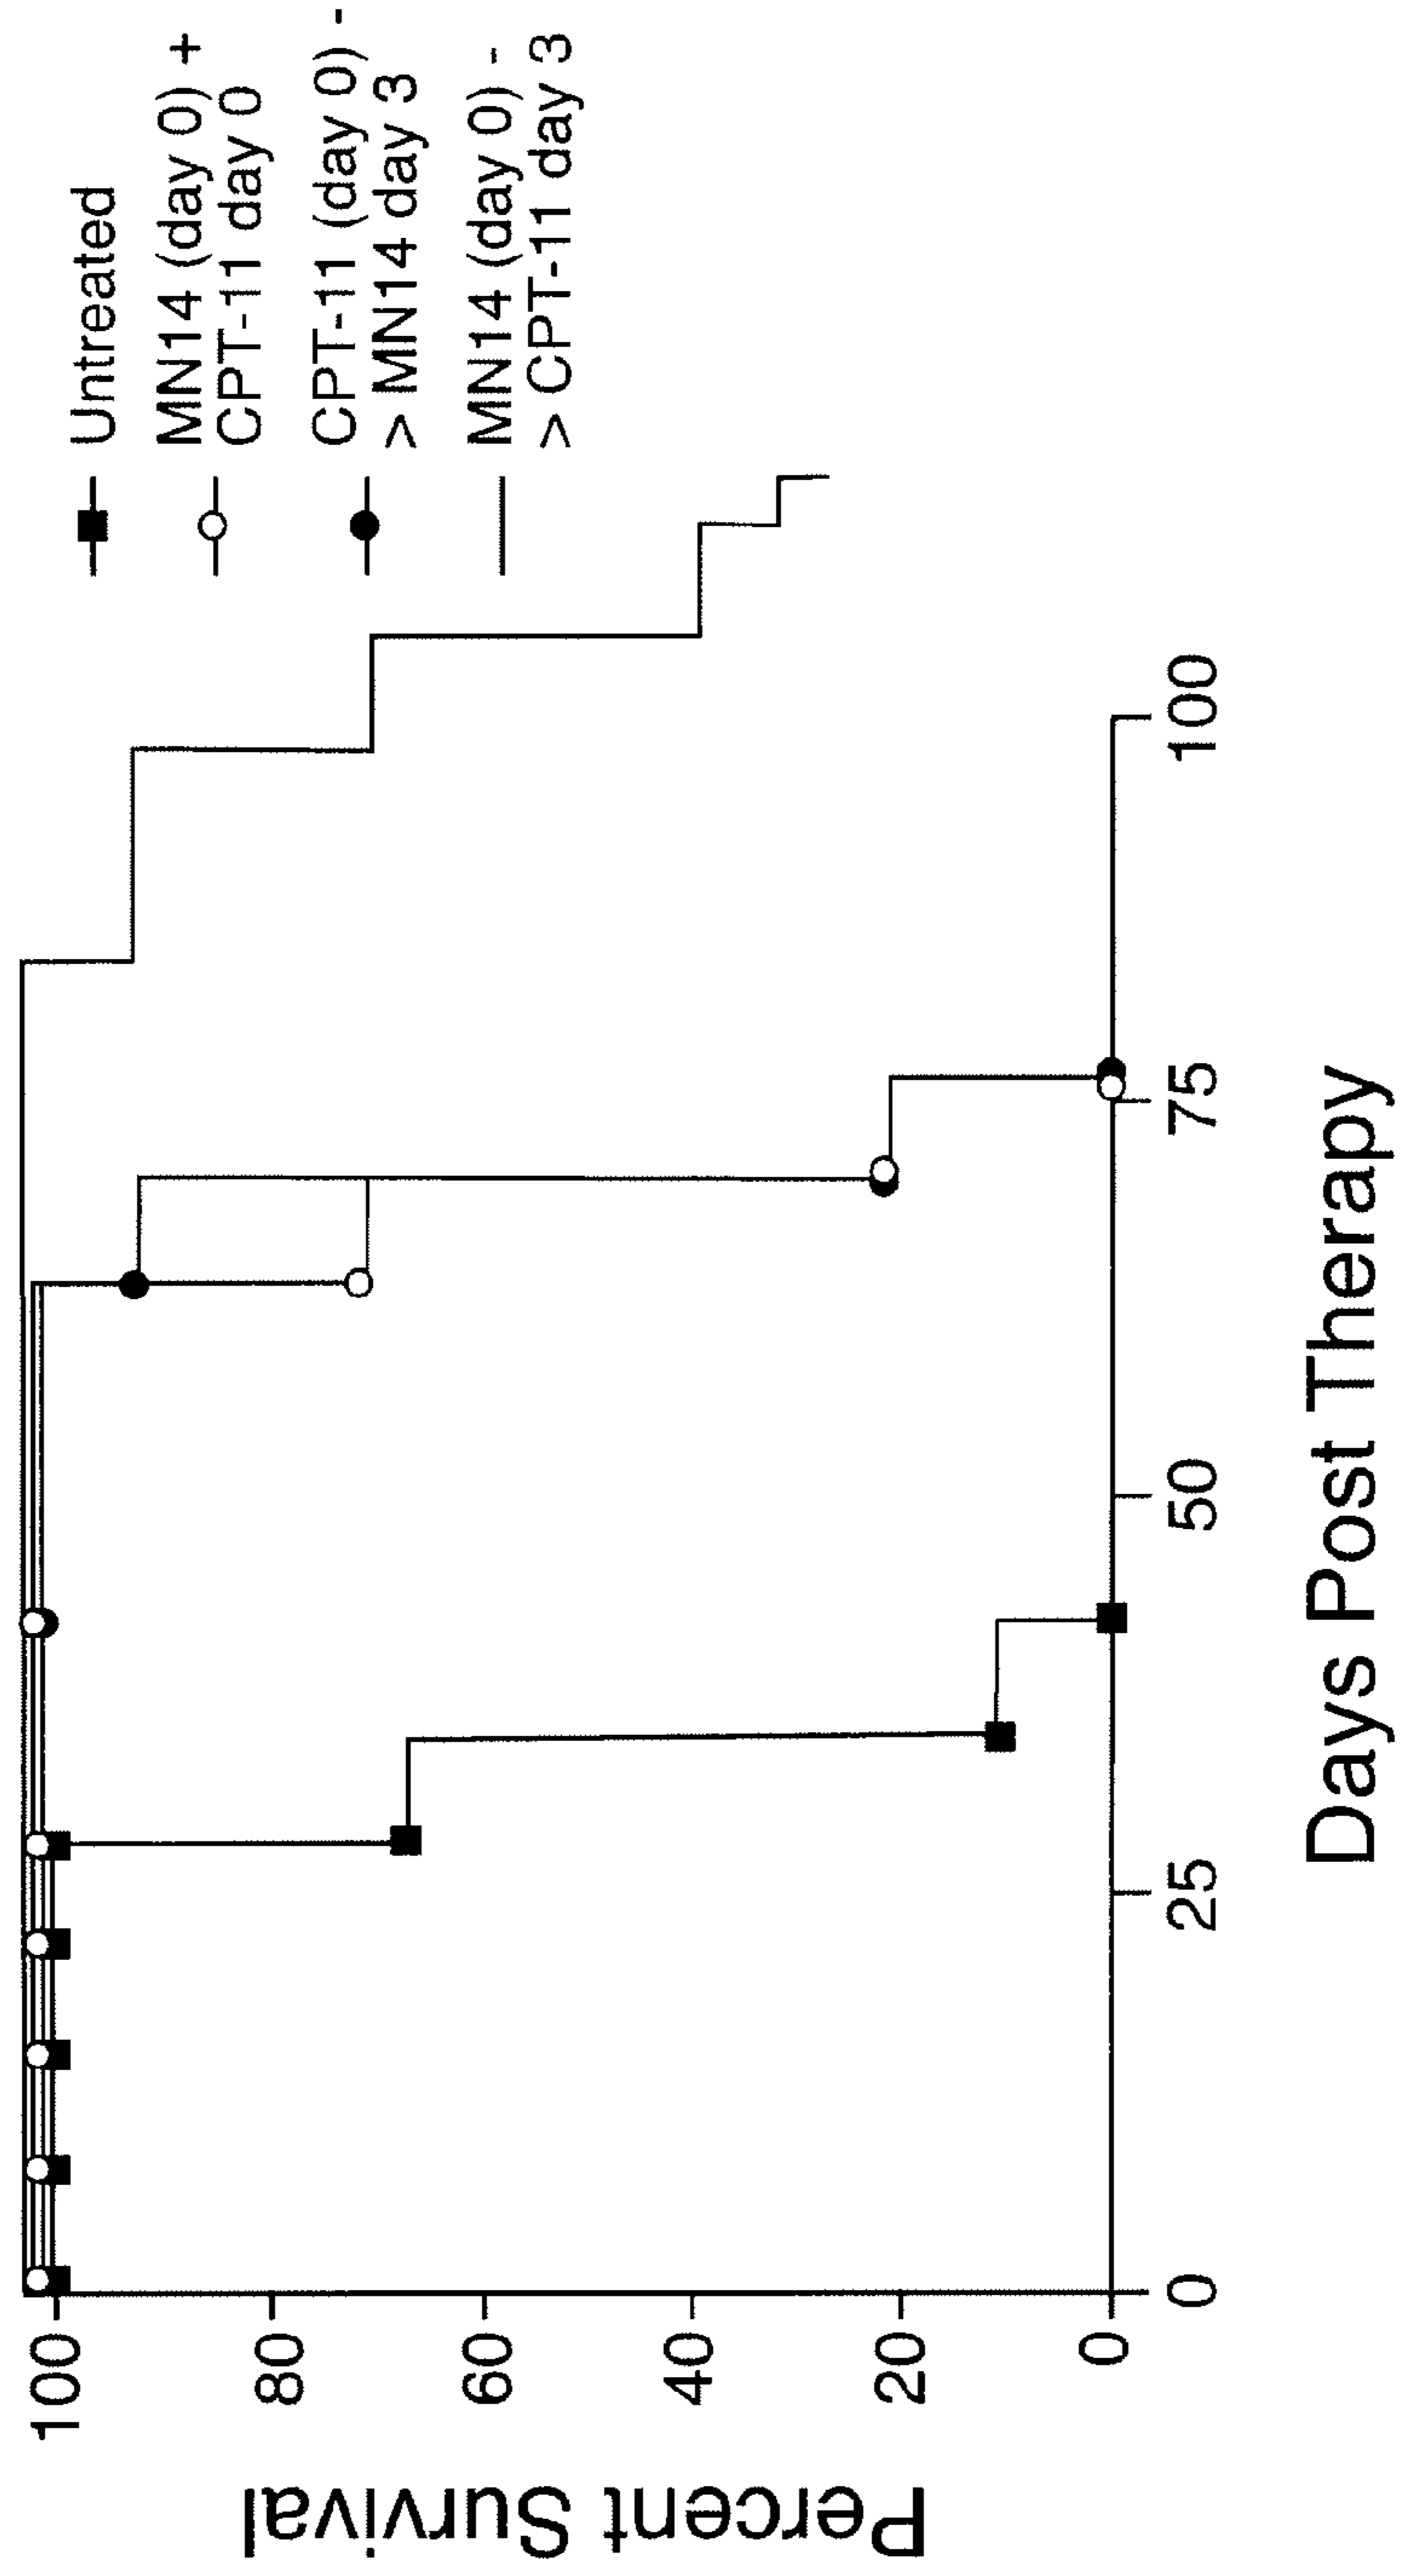 Percent Survival
100
80
60
40
20
0
0
25
50
75
100
Days Post Therapy
Untreated
MN14 (day 0) +
CPT-11 day 0
CPT-11 (day 0) -
> MN14 day 3
MN14 (day 0) -
> CPT-11 day 3